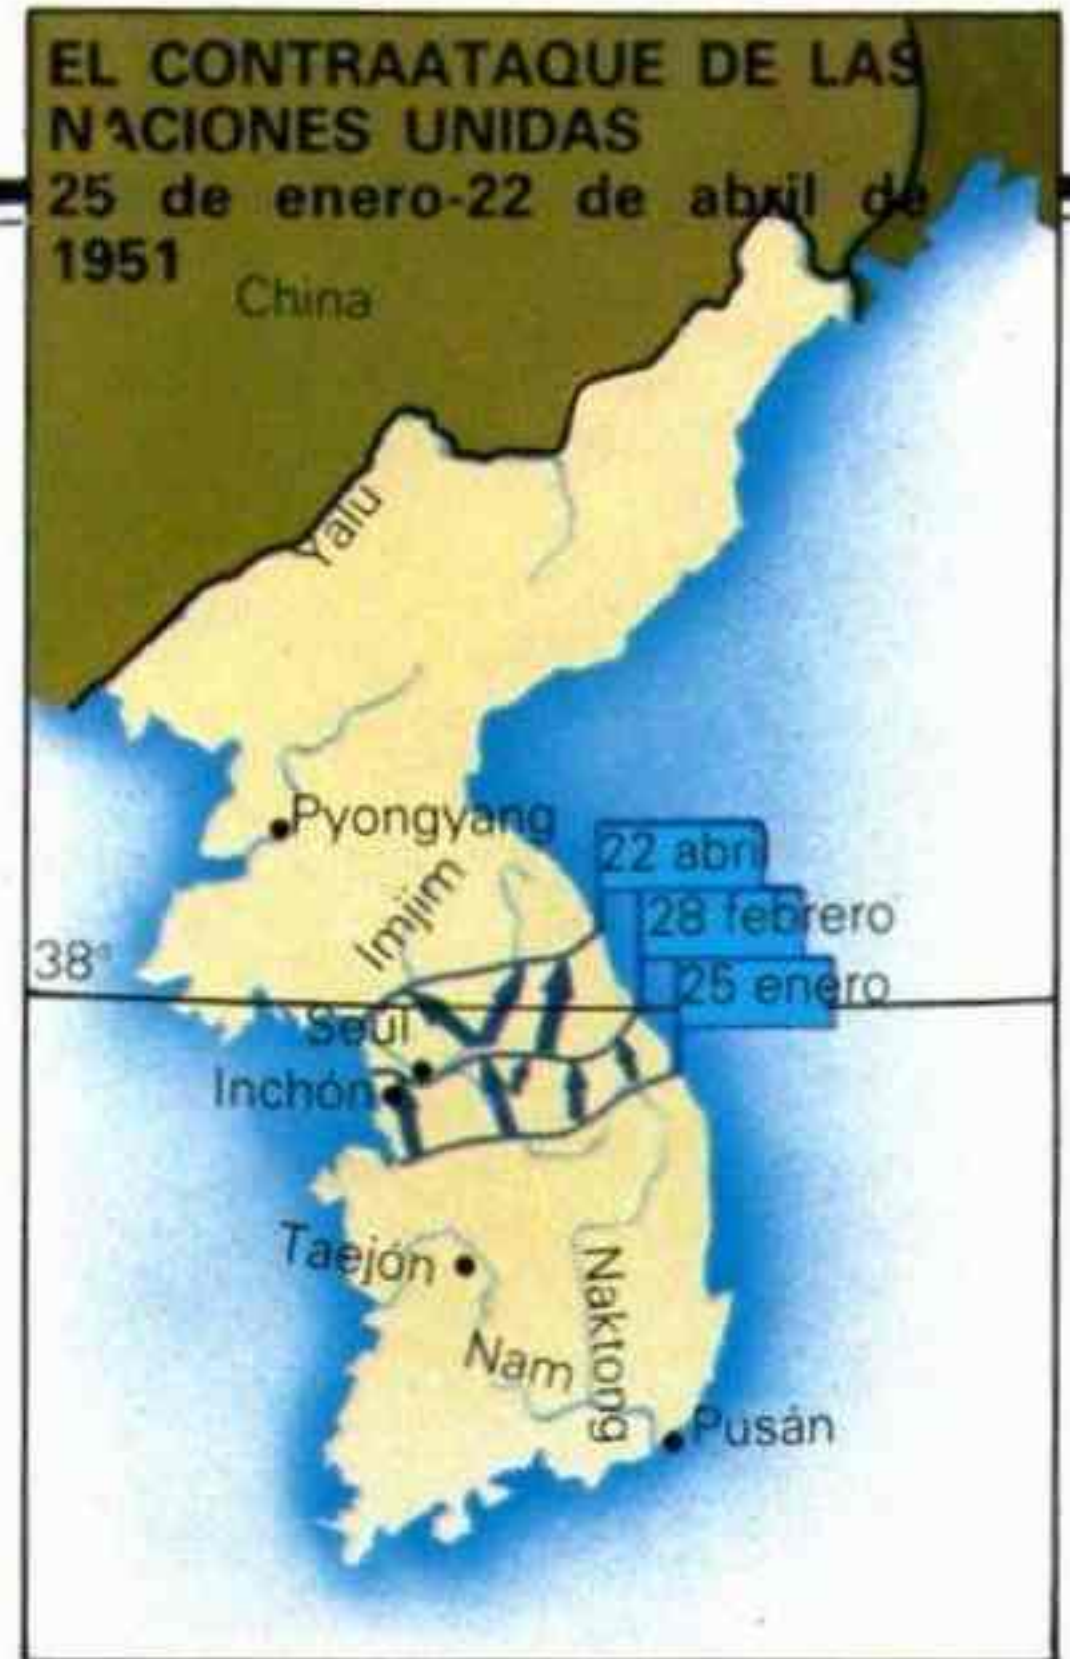 EL CONTRAATAQUE DE LAS
NACIONES UNIDAS
25 de enero-22 de abril de
1951
China
Yalu
Pyongyang
22 abril
Imjim
28 febrero
38°
25 enero
Seúl
Inchón
Taejón
Naktong
Nam
Pusán